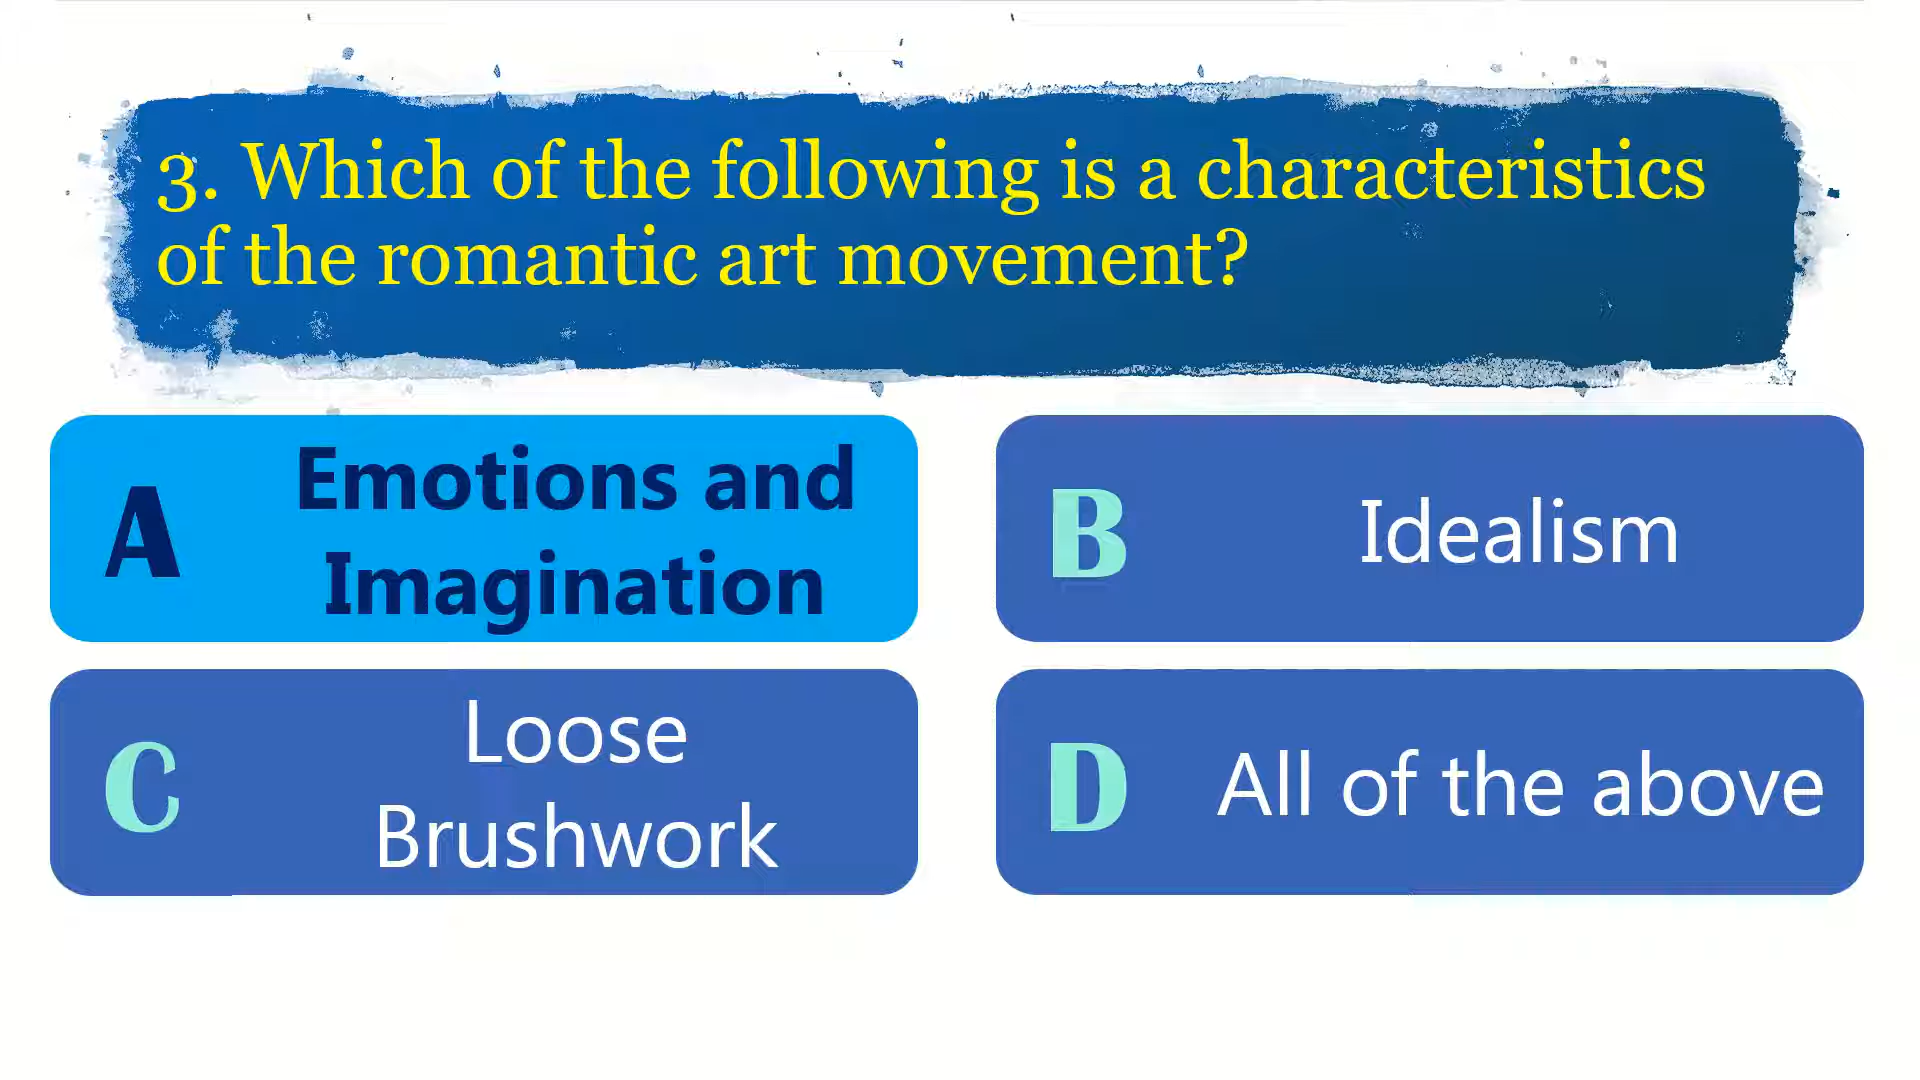 3. Which of the following is a characteristics
of the romantic art movement?
A
Emotions and
Imagination
B
Idealism
C
Loose
Brushwork
D
All of the above